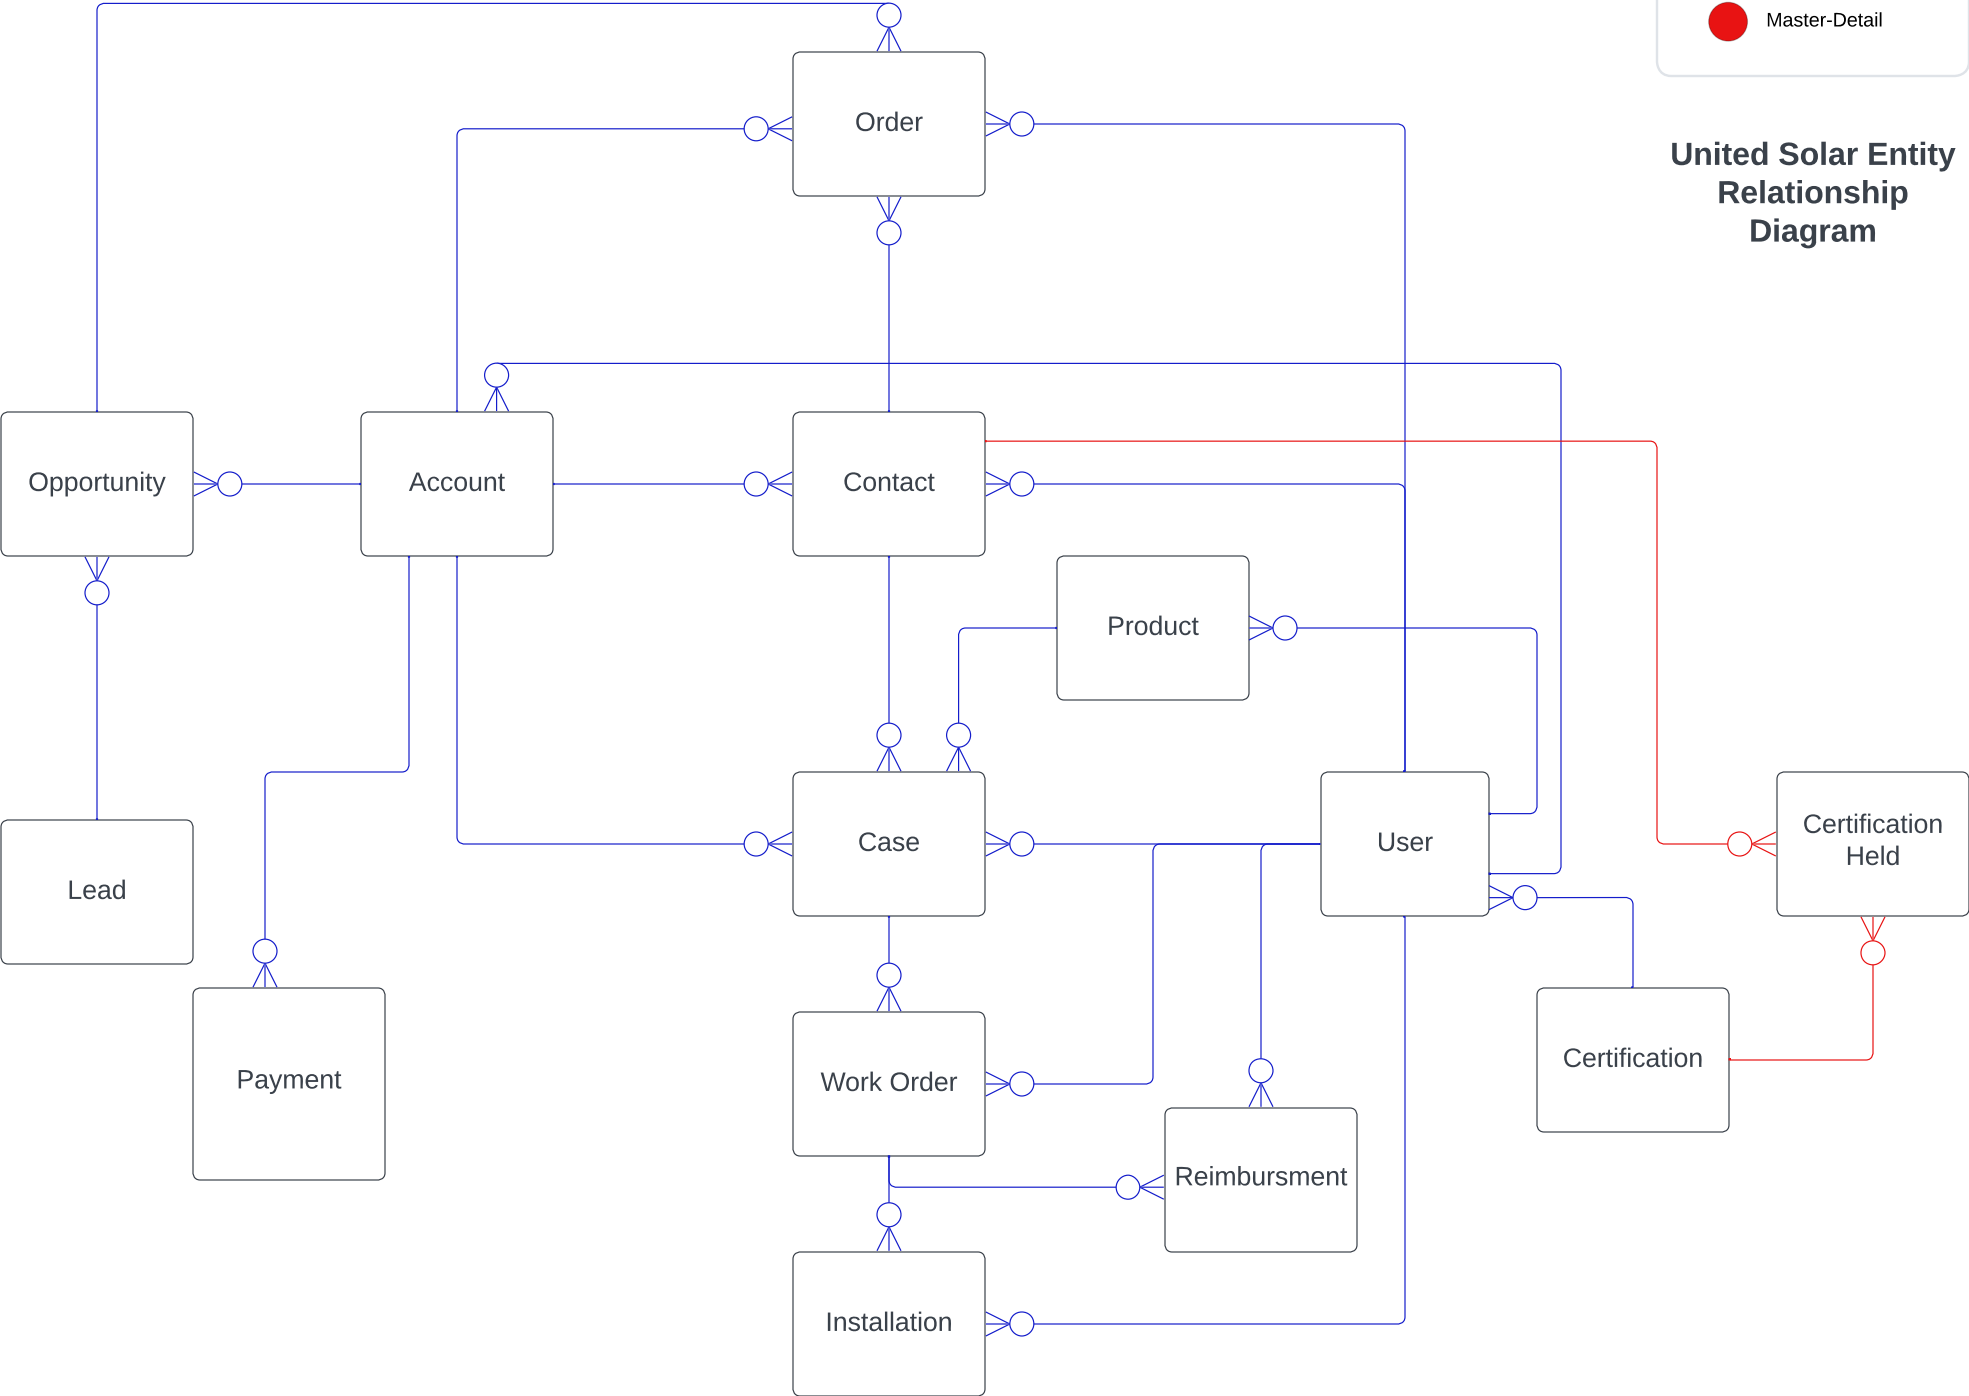 Master-Detail
Order
United Solar Entity
Relationship
Diagram
Opportunity
Account
Contact
Product
Case
User
Certification
Held
Lead
Payment
Work Order
Certification
Reimbursment
Installation